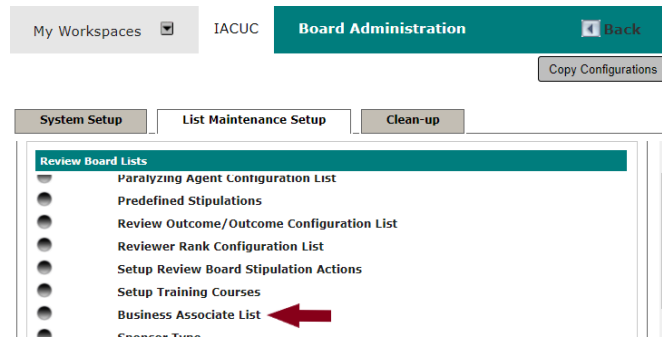 My Workspaces IACUC Board Administration Back
Copy Configurations
System Setup List Maintenance Setup Clean-up
Review Board Lists
Paralyzing Agent Configuration List
Predefined Stipulations
Review Outcome/Outcome Configuration List
Reviewer Rank Configuration List
Setup Review Board Stipulation Actions
Setup Training Courses
Business Associate List
Sponsor Type